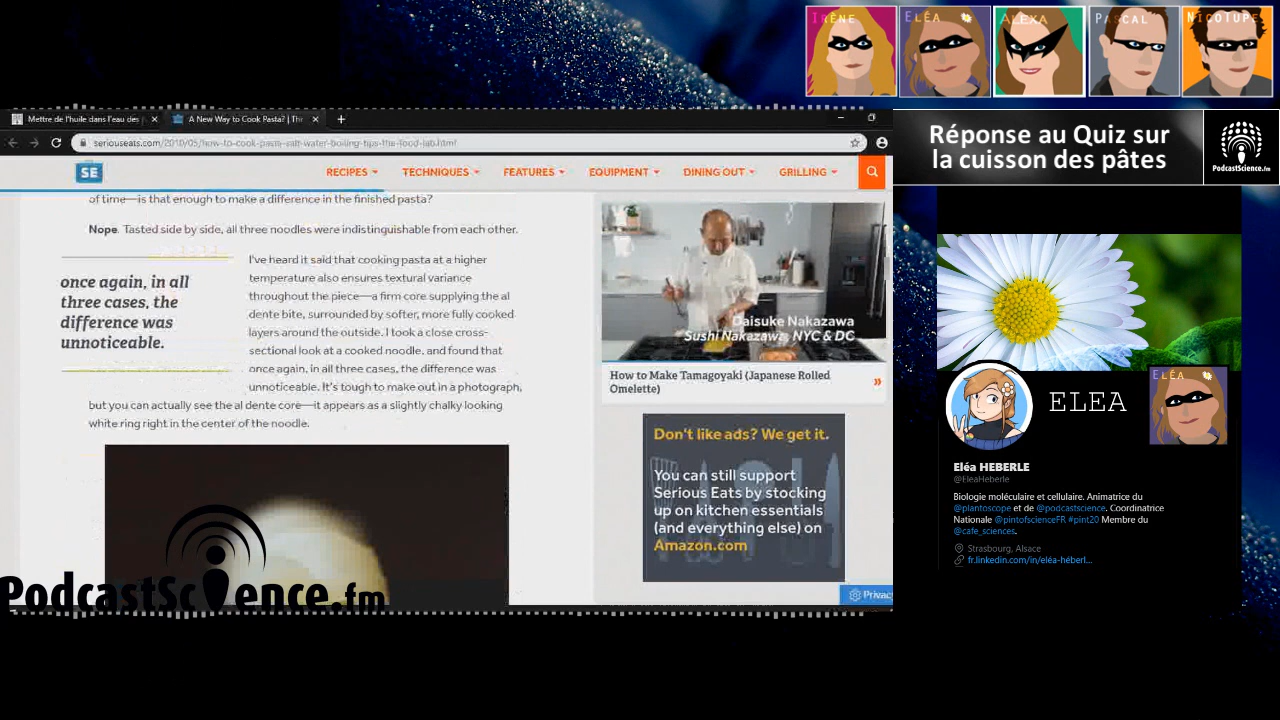 IRÈNE
ELÉA
ALEXA
PASCAL
NICOTUPE
Mettre de l'huile dans l'eau des p
A New Way to Cook Pasta? | The
seriouseats.com/2010/05/how-to-cook-pasta-salt-water-boiling-tips-the-food-lab.html
SE
RECIPES
TECHNIQUES
FEATURES
EQUIPMENT
DINING OUT
GRILLING
of time—is that enough to make a difference in the finished pasta?
Nope. Tasted side by side, all three noodles were indistinguishable from each other.
once again, in all
three cases, the
difference was
unnoticeable.
I've heard it said that cooking pasta at a higher
temperature also ensures textural variance
throughout the piece—a firm core supplying the al
dente bite, surrounded by softer, more fully cooked
layers around the outside. I took a close cross-
sectional look at a cooked noodle, and found that
once again, in all three cases, the difference was
unnoticeable. It's tough to make out in a photograph,
but you can actually see the al dente core—it appears as a slightly chalky looking
white ring right in the center of the noodle.
Daisuke Nakazawa
Sushi Nakazawa, NYC & DC
How to Make Tamagoyaki (Japanese Rolled
Omelette)
Don't like ads? We get it.
You can still support
Serious Eats by stocking
up on kitchen essentials
(and everything else) on
Amazon.com
Privac
PodcastScience.fm
Réponse au Quiz sur
la cuisson des pâtes
PodcastScience.fm
ELEA
ELÉA
Eléa HEBERLE
@EleaHeberle
Biologie moléculaire et cellulaire. Animatrice du
@plantoscope et de @podcastscience. Coordinatrice
Nationale @pintofscienceFR #pint20 Membre du
@cafe_sciences.
Strasbourg, Alsace
fr.linkedin.com/in/eléa-héberl...